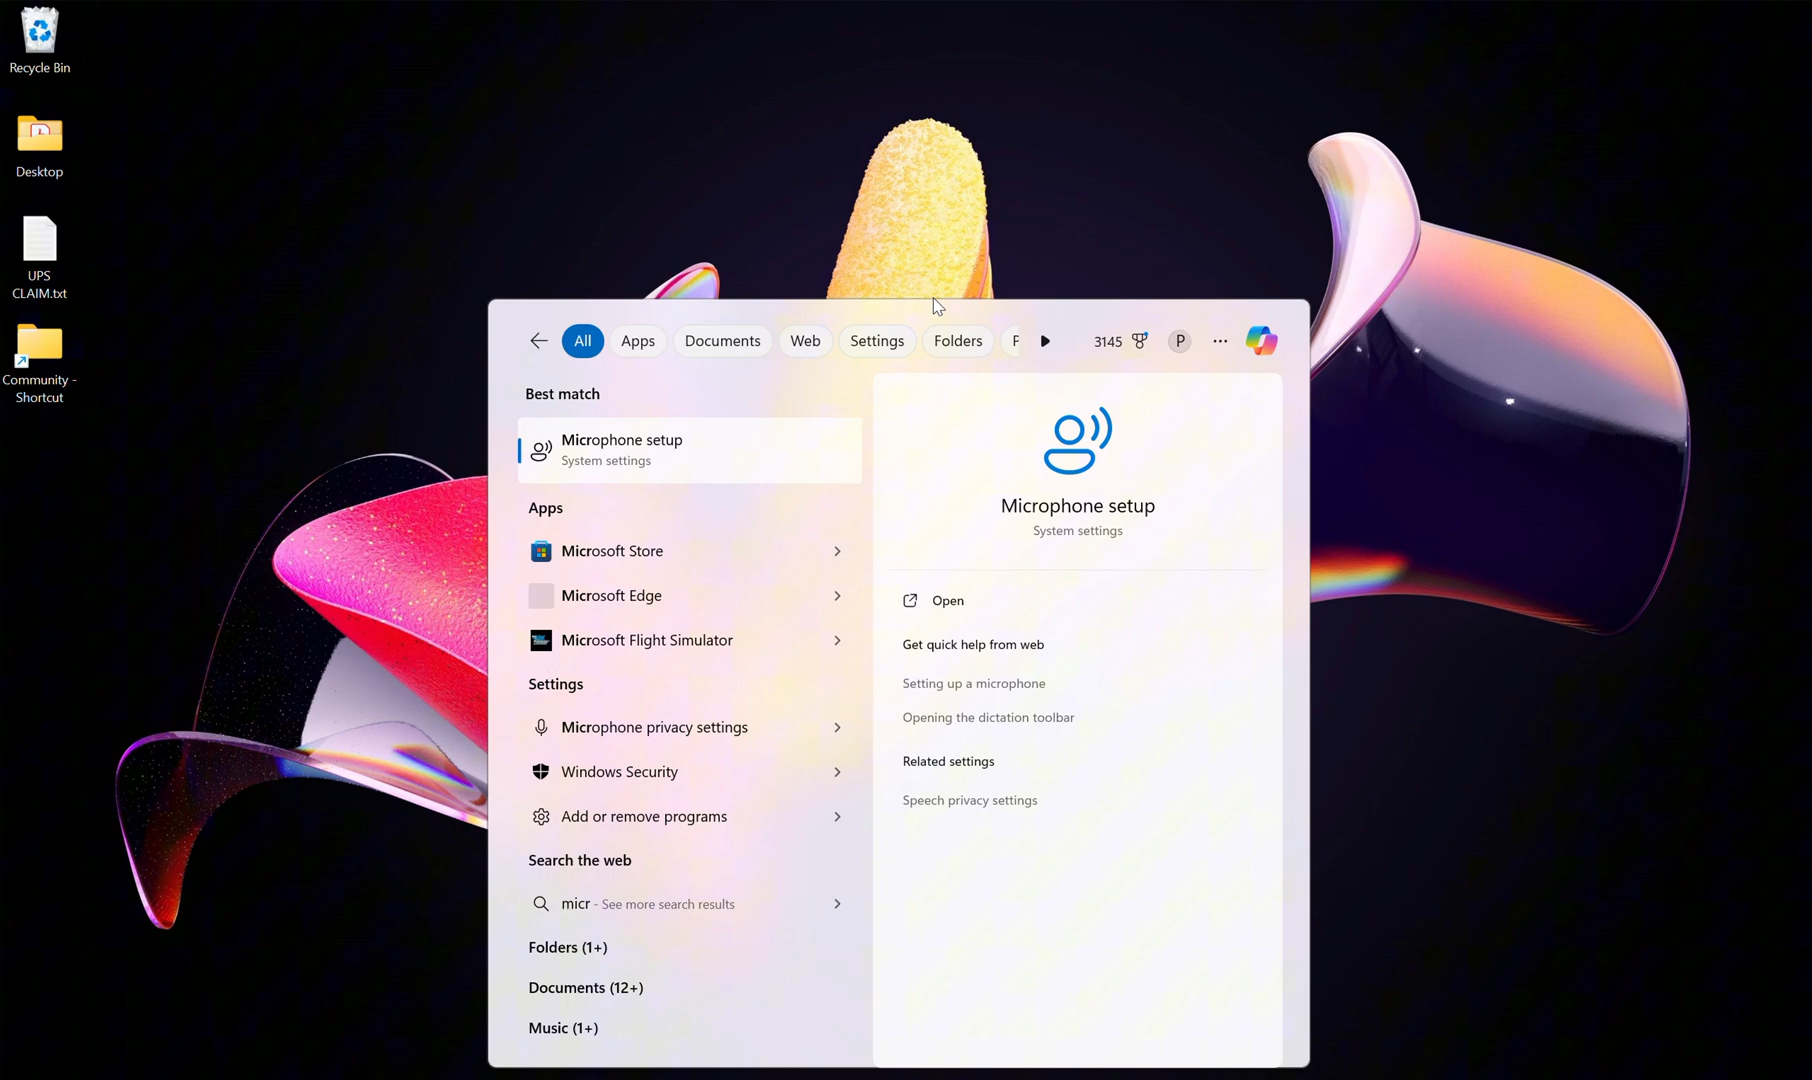 Recycle Bin
Desktop
UPS
CLAIM.txt
Community -
Shortcut
All
Apps
Documents
Web
Settings
Folders
3145
P
Best match
Microphone setup
System settings
Apps
Microsoft Store
Microsoft Edge
Microsoft Flight Simulator
Settings
Microphone privacy settings
Windows Security
Add or remove programs
Search the web
micr - See more search results
Folders (1+)
Documents (12+)
Music (1+)
Microphone setup
System settings
Open
Get quick help from web
Setting up a microphone
Opening the dictation toolbar
Related settings
Speech privacy settings